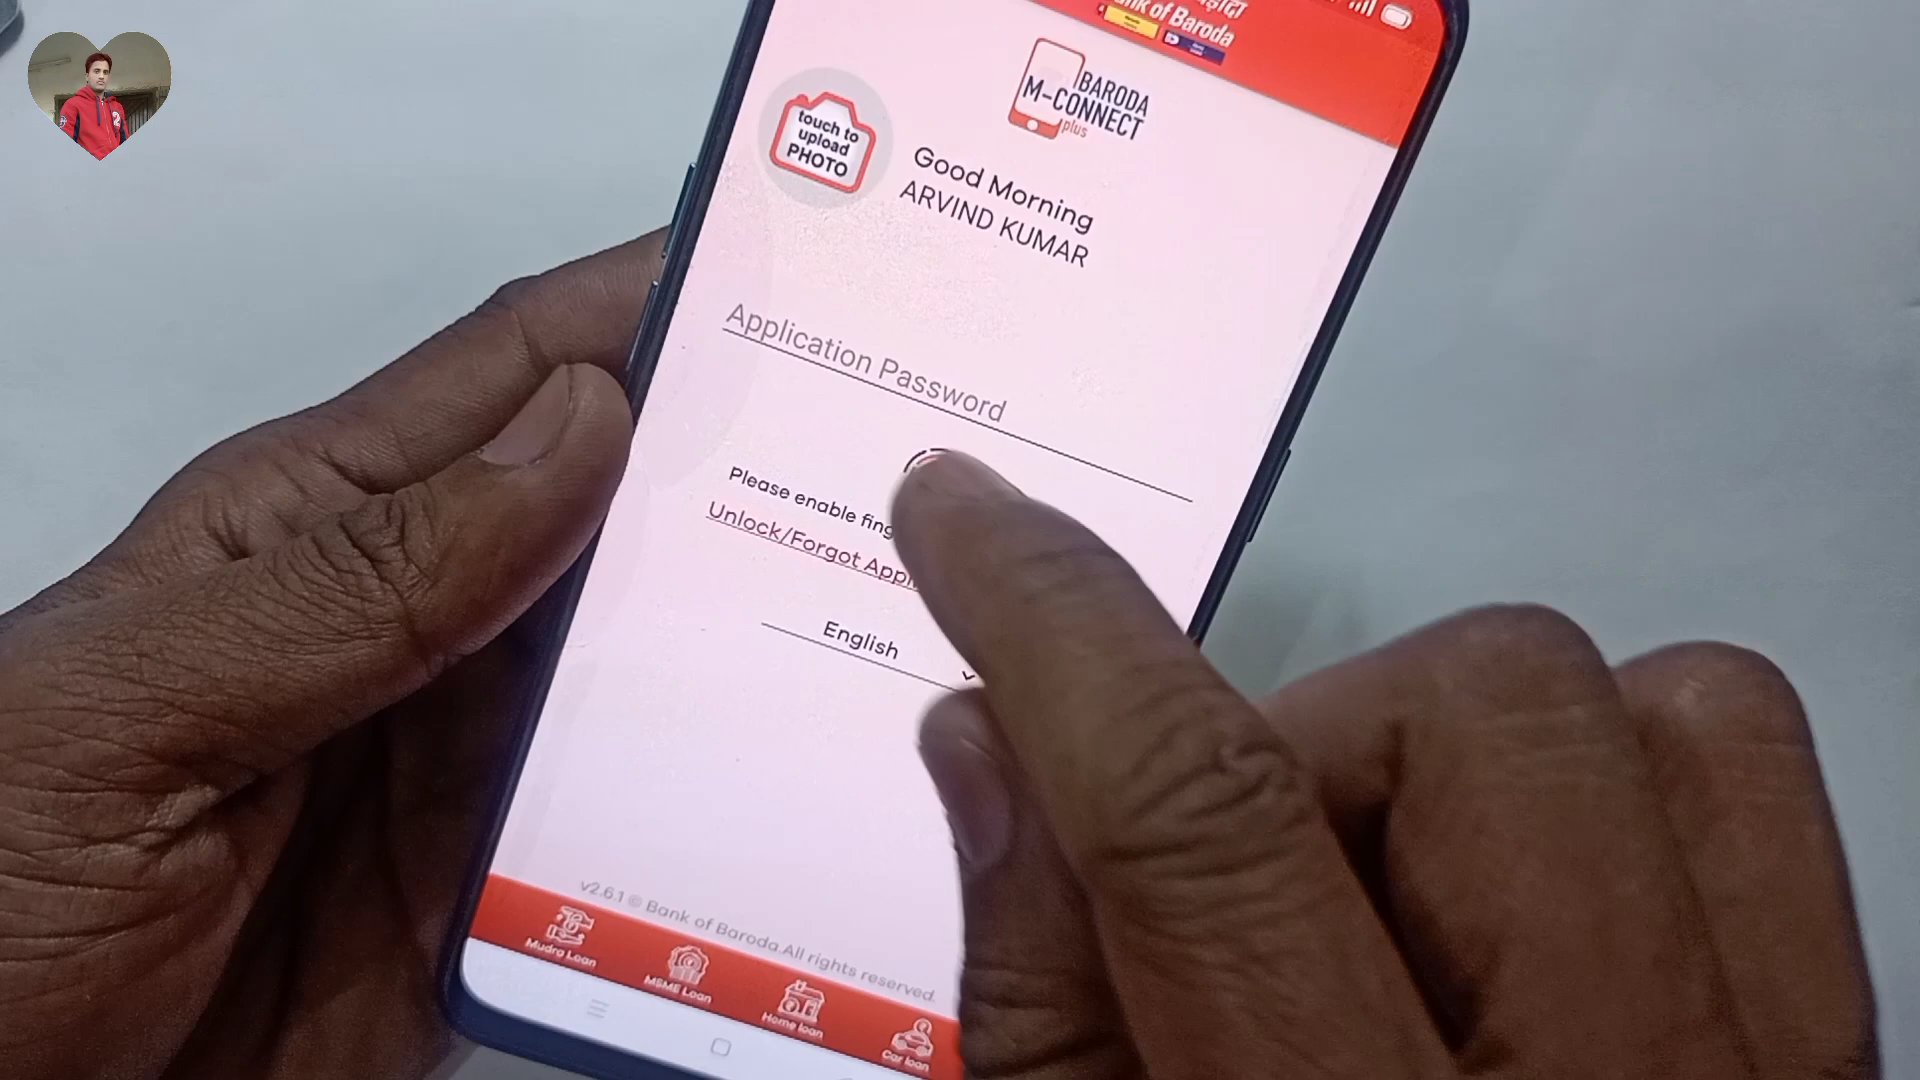 Bank of Baroda
BARODA
M-CONNECT
plus
touch to
upload
PHOTO
Good Morning
ARVIND KUMAR
Application Password
Please enable
Unlock/Forgot
English
v2.6.1 © Bank of Baroda.All rights reserved.
Mudra Loan
MSME Loan
Home loan
Car loan